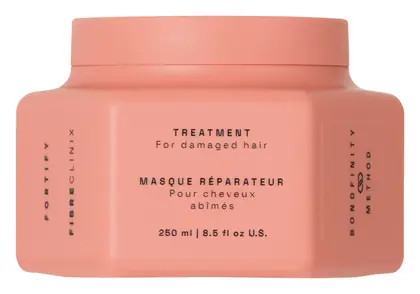 FORTIFY
FIBRECLINIX
TREATMENT
For damaged hair
MASQUE RÉPARATEUR
Pour cheveux
abîmés
250 ml | 8.5 fl oz U.S.
BONDFINITY
METHOD